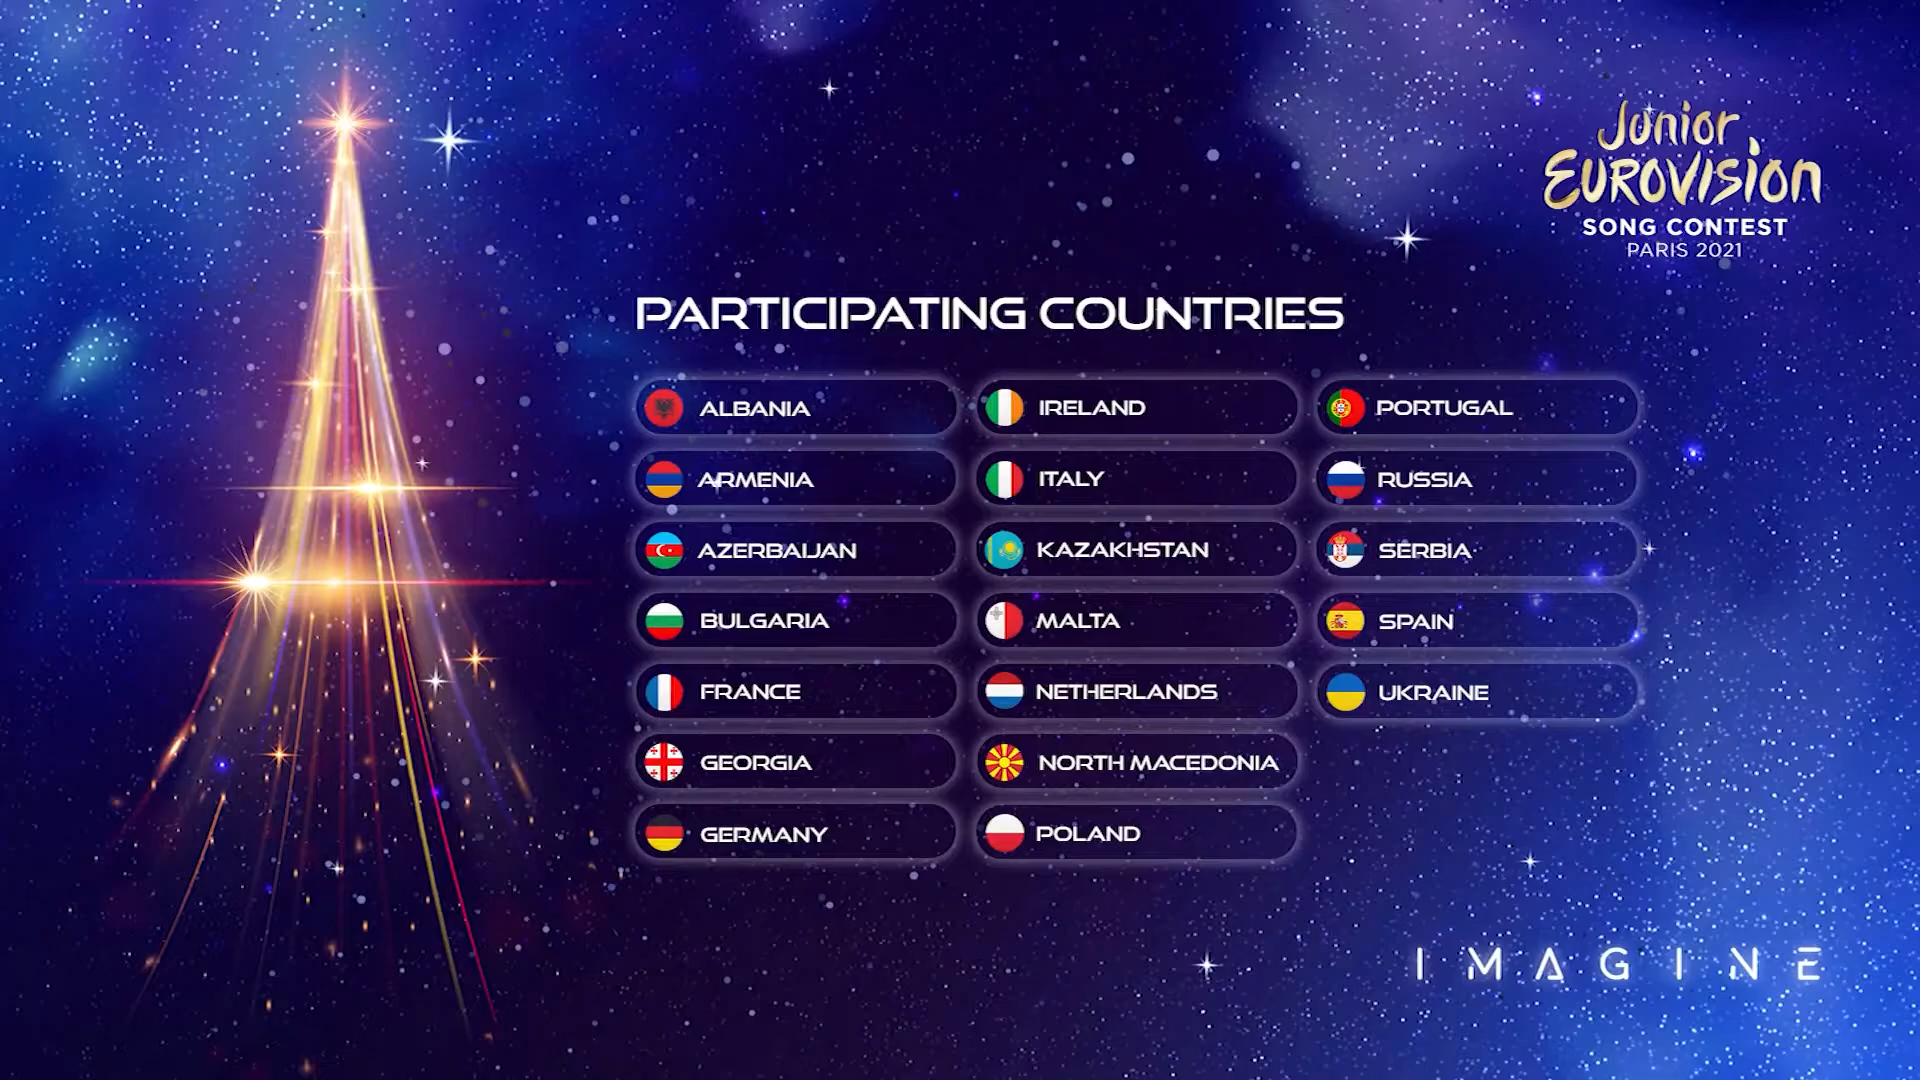 Junior
EUROVISION
SONG CONTEST
PARIS 2021
PARTICIPATING COUNTRIES
ALBANIA
ARMENIA
AZERBAIJAN
BULGARIA
FRANCE
GEORGIA
GERMANY
IRELAND
ITALY
KAZAKHSTAN
MALTA
NETHERLANDS
NORTH MACEDONIA
POLAND
PORTUGAL
RUSSIA
SERBIA
SPAIN
UKRAINE
IMAGINE